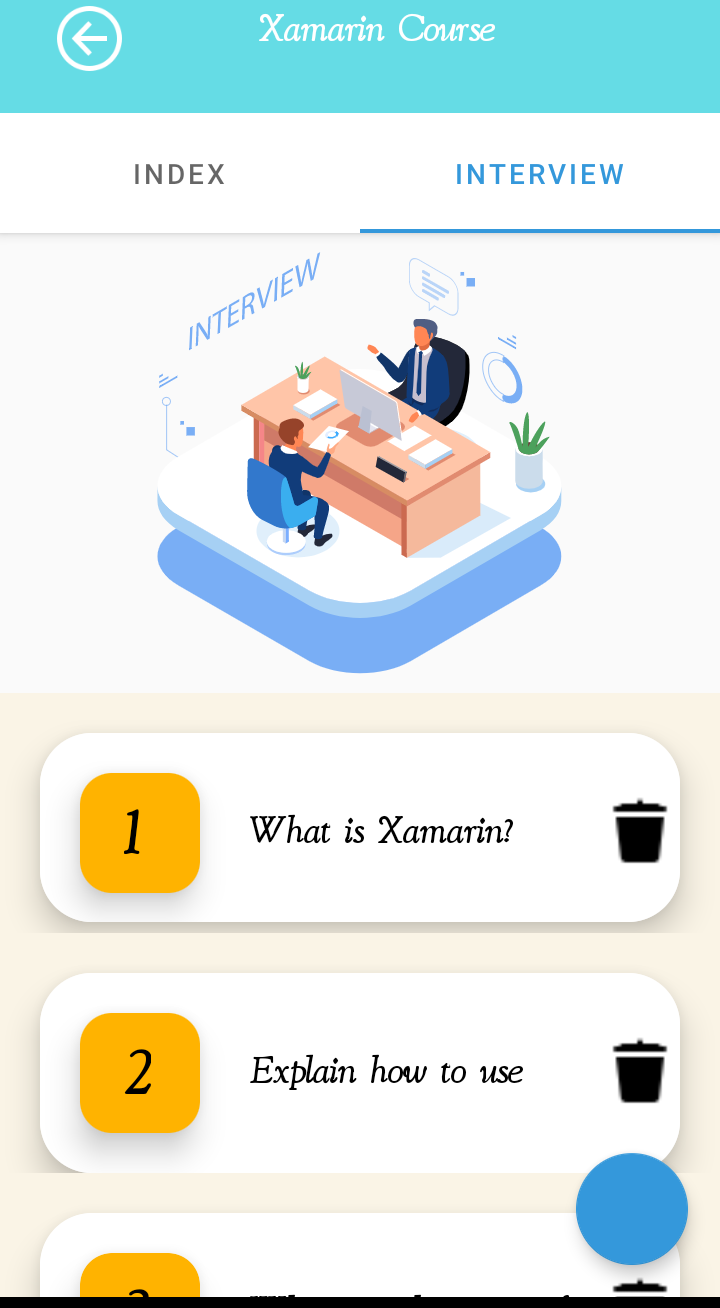 Xamarin Course
INDEX
INTERVIEW
INTERVIEW
1
What is Xamarin?
2
Explain how to use